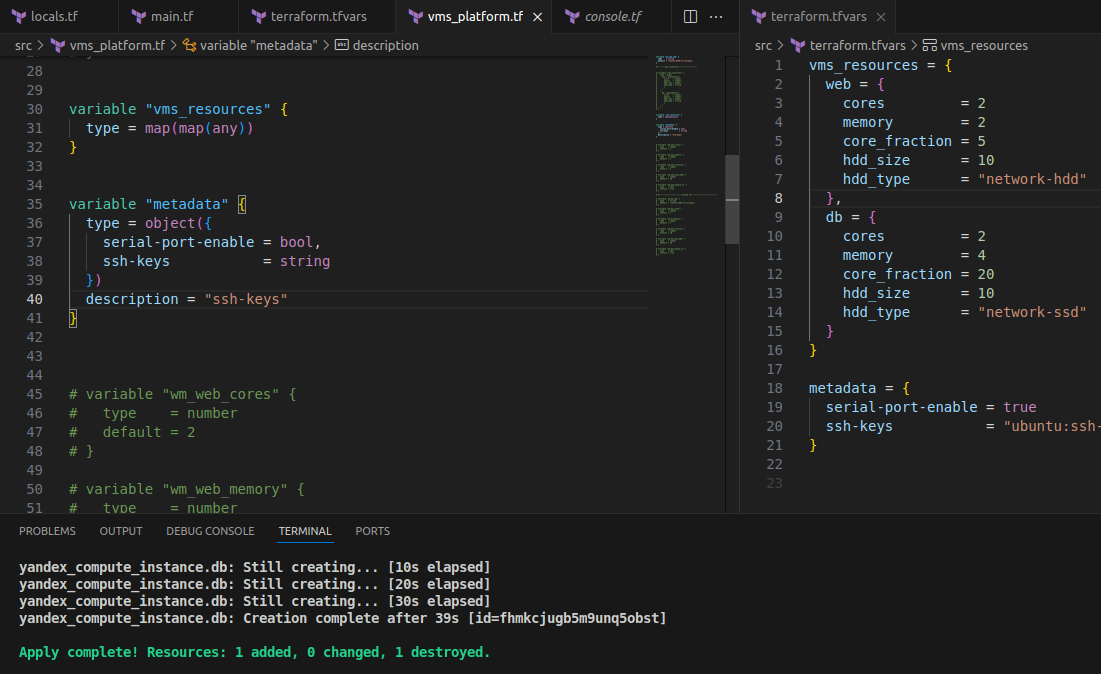 locals.tf main.tf terraform.tfvars vms_platform.tf console.tf
src > vms_platform.tf > variable "metadata" > description
28
29
30 variable "vms_resources" {
31   type = map(map(any))
32 }
33
34
35 variable "metadata" {
36   type = object({
37     serial-port-enable = bool,
38     ssh-keys           = string
39   })
40   description = "ssh-keys"
41 }
42
43
44
45 # variable "wm_web_cores" {
46 #   type    = number
47 #   default = 2
48 # }
49
50 # variable "wm_web_memory" {
51 #   type    = number
terraform.tfvars
src > terraform.tfvars > vms_resources
1 vms_resources = {
2   web = {
3     cores         = 2
4     memory        = 2
5     core_fraction = 5
6     hdd_size      = 10
7     hdd_type      = "network-hdd"
8   },
9   db = {
10     cores         = 2
11     memory        = 4
12     core_fraction = 20
13     hdd_size      = 10
14     hdd_type      = "network-ssd"
15   }
16 }
17
18 metadata = {
19   serial-port-enable = true
20   ssh-keys           = "ubuntu:ssh-
21 }
22
23
PROBLEMS OUTPUT DEBUG CONSOLE TERMINAL PORTS
yandex_compute_instance.db: Still creating... [10s elapsed]
yandex_compute_instance.db: Still creating... [20s elapsed]
yandex_compute_instance.db: Still creating... [30s elapsed]
yandex_compute_instance.db: Creation complete after 39s [id=fhmkcjugb5m9unq5obst]
Apply complete! Resources: 1 added, 0 changed, 1 destroyed.